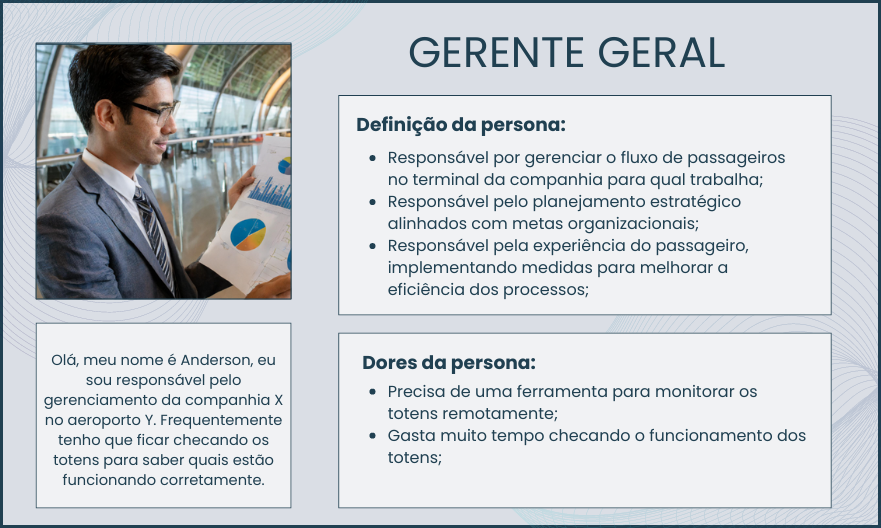 GERENTE GERAL
Definição da persona:
• Responsável por gerenciar o fluxo de passageiros
no terminal da companhia para qual trabalha;
• Responsável pelo planejamento estratégico
alinhados com metas organizacionais;
• Responsável pela experiência do passageiro,
implementando medidas para melhorar a
eficiência dos processos;
Olá, meu nome é Anderson, eu
sou responsável pelo
gerenciamento da companhia X
no aeroporto Y. Frequentemente
tenho que ficar checando os
totens para saber quais estão
funcionando corretamente.
Dores da persona:
• Precisa de uma ferramenta para monitorar os
totens remotamente;
• Gasta muito tempo checando o funcionamento dos
totens;